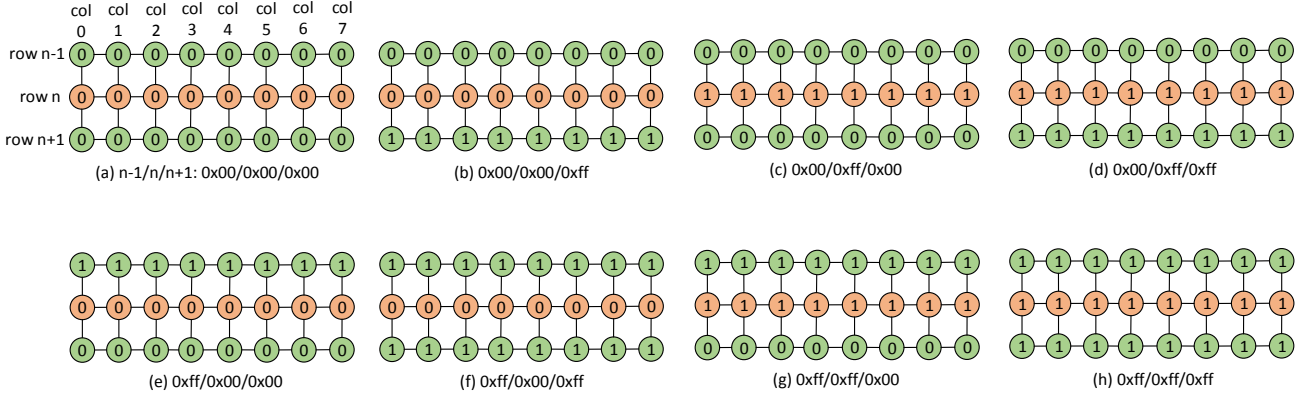 col col col col col col col col
0 1 2 3 4 5 6 7
row n-1 0 0 0 0 0 0 0 0
0 0 0 0 0 0 0 0
0 0 0 0 0 0 0 0
0 0 0 0 0 0 0 0
row n 0 0 0 0 0 0 0 0
0 0 0 0 0 0 0 0
1 1 1 1 1 1 1 1
1 1 1 1 1 1 1 1
row n+1 0 0 0 0 0 0 0 0
1 1 1 1 1 1 1 1
0 0 0 0 0 0 0 0
1 1 1 1 1 1 1 1
(a) n-1/n/n+1: 0x00/0x00/0x00
(b) 0x00/0x00/0xff
(c) 0x00/0xff/0x00
(d) 0x00/0xff/0xff
1 1 1 1 1 1 1 1
1 1 1 1 1 1 1 1
1 1 1 1 1 1 1 1
1 1 1 1 1 1 1 1
0 0 0 0 0 0 0 0
0 0 0 0 0 0 0 0
1 1 1 1 1 1 1 1
1 1 1 1 1 1 1 1
0 0 0 0 0 0 0 0
1 1 1 1 1 1 1 1
0 0 0 0 0 0 0 0
1 1 1 1 1 1 1 1
(e) 0xff/0x00/0x00
(f) 0xff/0x00/0xff
(g) 0xff/0xff/0x00
(h) 0xff/0xff/0xff